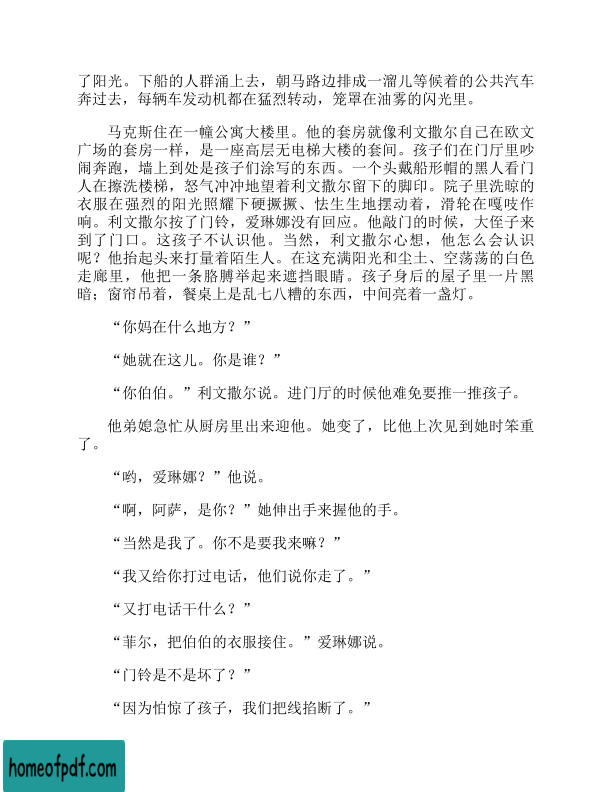 了阳光。下船的人群涌上去，朝马路边排成一溜儿等候着的公共汽车
奔过去，每辆车发动机都在猛烈转动，笼罩在油雾的闪光里。
马克斯住在一幢公寓大楼里。他的套房就像利文撒尔自己在欧文
广场的套房一样，是一座高层无电梯大楼的套间。孩子们在门厅里吵
闹奔跑，墙上到处是孩子们涂写的东西。一个头戴船形帽的黑人看门
人在擦洗楼梯，怒气冲冲地望着利文撒尔留下的脚印。院子里洗晾的
衣服在强烈的阳光照耀下硬撅撅、怯生生地摆动着，滑轮在嘎吱作
响。利文撒尔按了门铃，爱琳娜没有回应。他敲门的时候，大侄子来
到了门口。这孩子不认识他。当然，利文撒尔心想，他怎么会认识
呢？他抬起头来打量着陌生人。在这充满阳光和尘土、空荡荡的白色
走廊里，他把一条胳膊举起来遮挡眼睛。孩子身后的屋子里一片黑
暗；窗帘吊着，餐桌上是乱七八糟的东西，中间亮着一盏灯。
“你妈在什么地方？”
“她就在这儿。你是谁？”
“你伯伯。”利文撒尔说。进门厅的时候他难免要推一推孩子。
他弟媳急忙从厨房里出来迎他。她变了，比他上次见到她时笨重
了。
“哟，爱琳娜？”他说。
“啊，阿萨，是你？”她伸出手来握他的手。
“当然是我了。你不是要我来嘛？”
“我又给你打过电话，他们说你走了。”
“又打电话干什么？”
“菲尔，把伯伯的衣服接住。”爱琳娜说。
“门铃是不是坏了？”
“因为怕惊了孩子，我们把线掐断了。”
homeofpdf.com